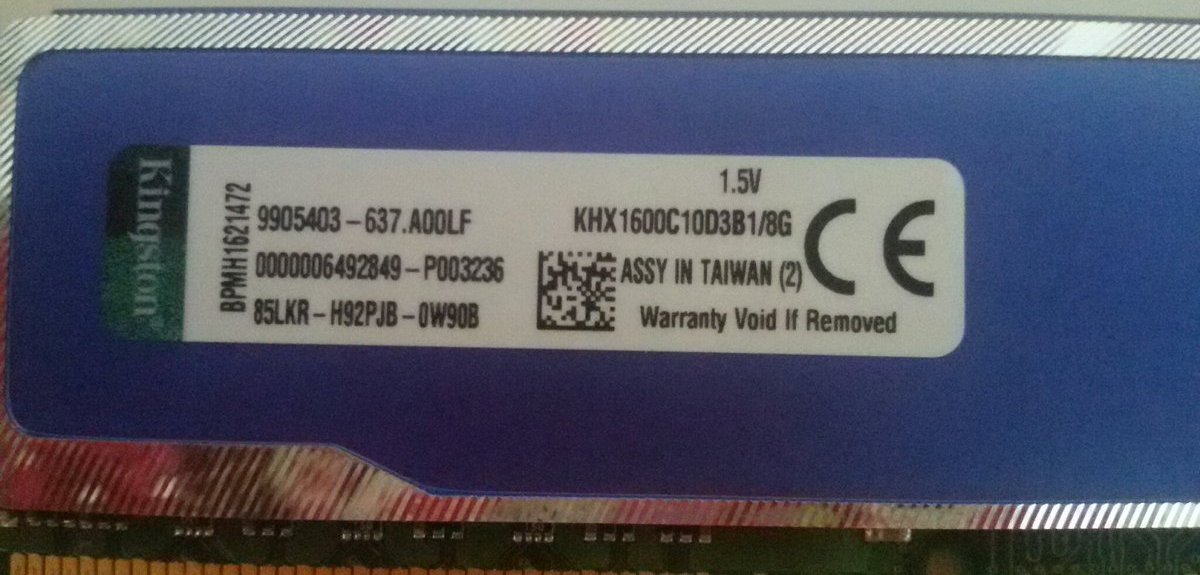 Kingston
BPMH1621472
9905403-637.A00LF
0000006492849-P003236
85LKR-H92PJB-0W90B
1.5V
KHX1600C10D3B1/8G
ASSY IN TAIWAN (2)
Warranty Void If Removed
CE